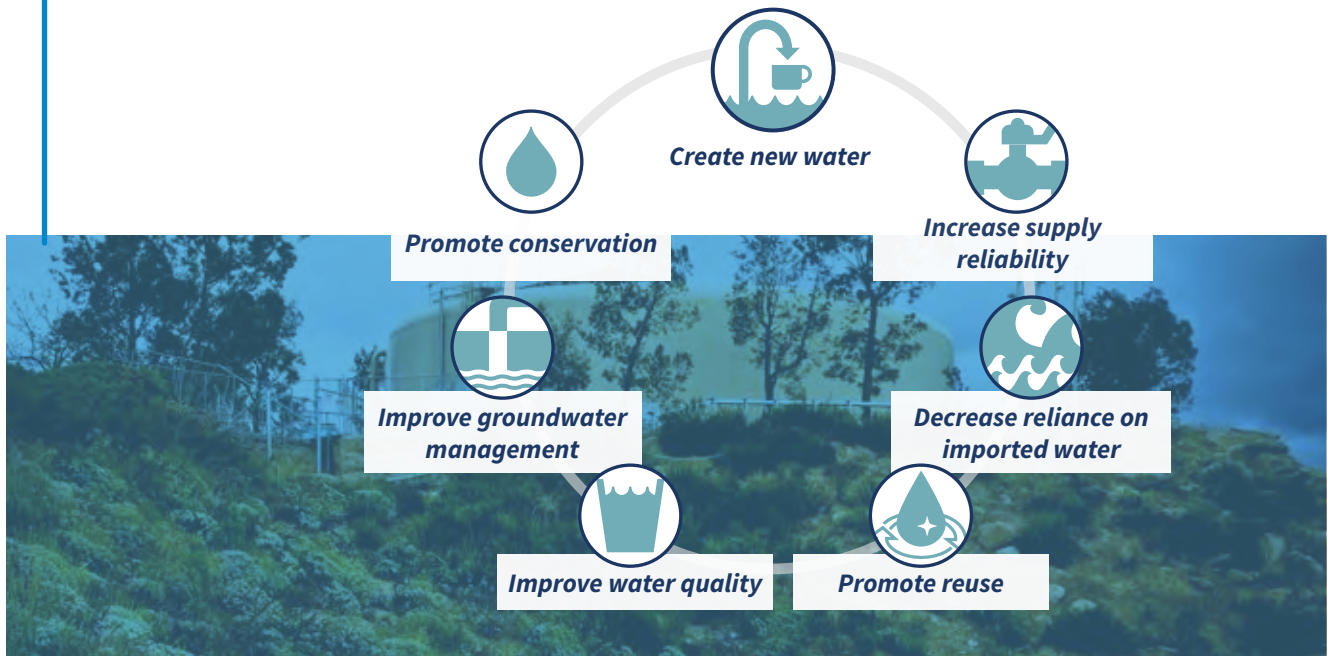 Create new water
Increase supply
reliability
Decrease reliance on
imported water
Promote reuse
Improve water quality
Improve groundwater
management
Promote conservation